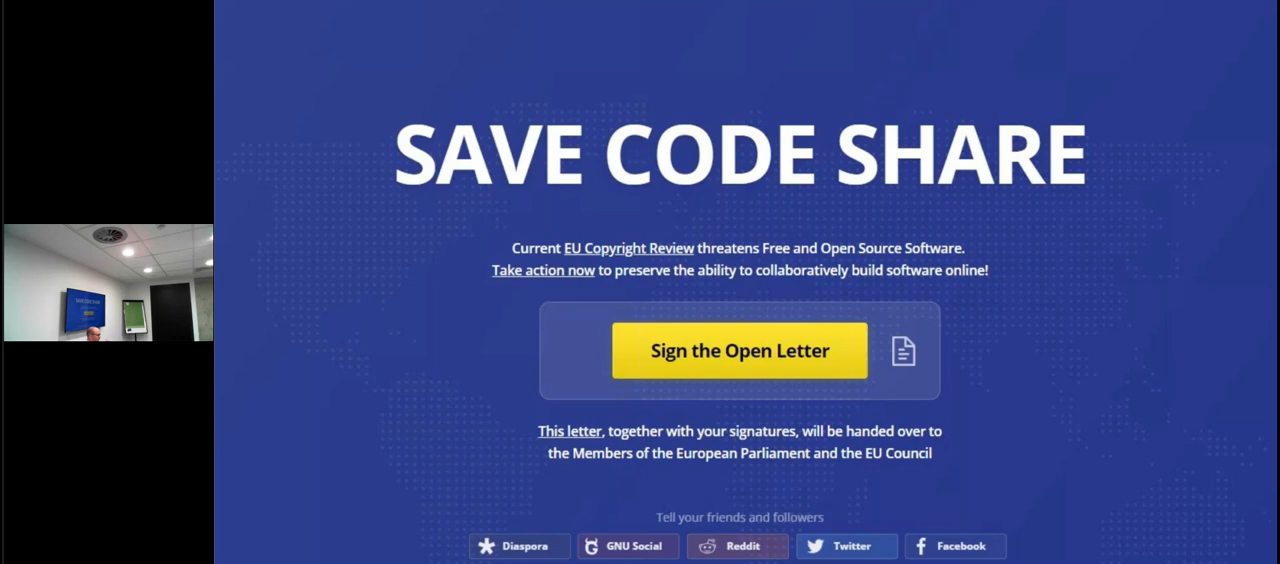 SAVE CODE SHARE
Current EU Copyright Review threatens Free and Open Source Software.
Take action now to preserve the ability to collaboratively build software online!
Sign the Open Letter
This letter, together with your signatures, will be handed over to
the Members of the European Parliament and the EU Council
Tell your friends and followers
Diaspora
GNU Social
Reddit
Twitter
Facebook